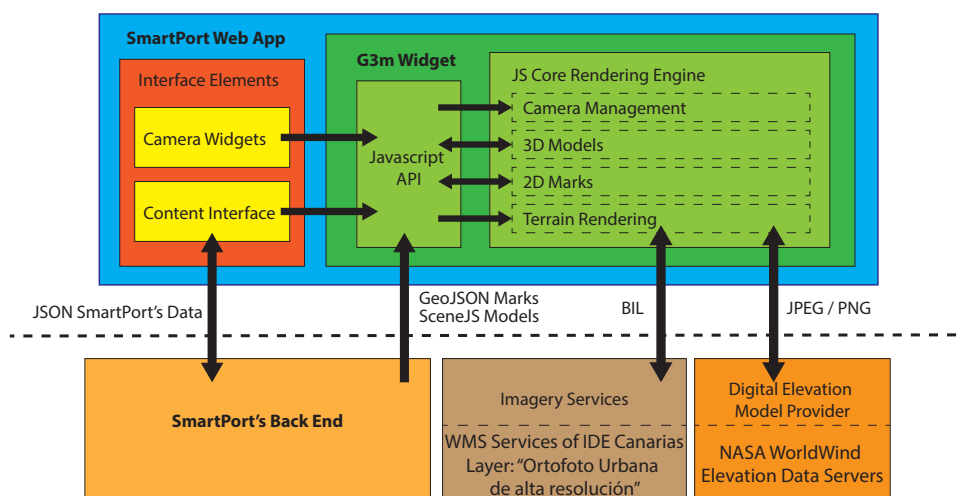 SmartPort Web App
Interface Elements
Camera Widgets
Content Interface
G3m Widget
Javascript
API
JS Core Rendering Engine
Camera Management
3D Models
2D Marks
Terrain Rendering
JSON SmartPort's Data
GeoJSON Marks
SceneJS Models
BIL
JPEG / PNG
SmartPort's Back End
Imagery Services
WMS Services of IDE Canarias
Layer: "Ortofoto Urbana
de alta resolución"
Digital Elevation
Model Provider
NASA WorldWind
Elevation Data Servers